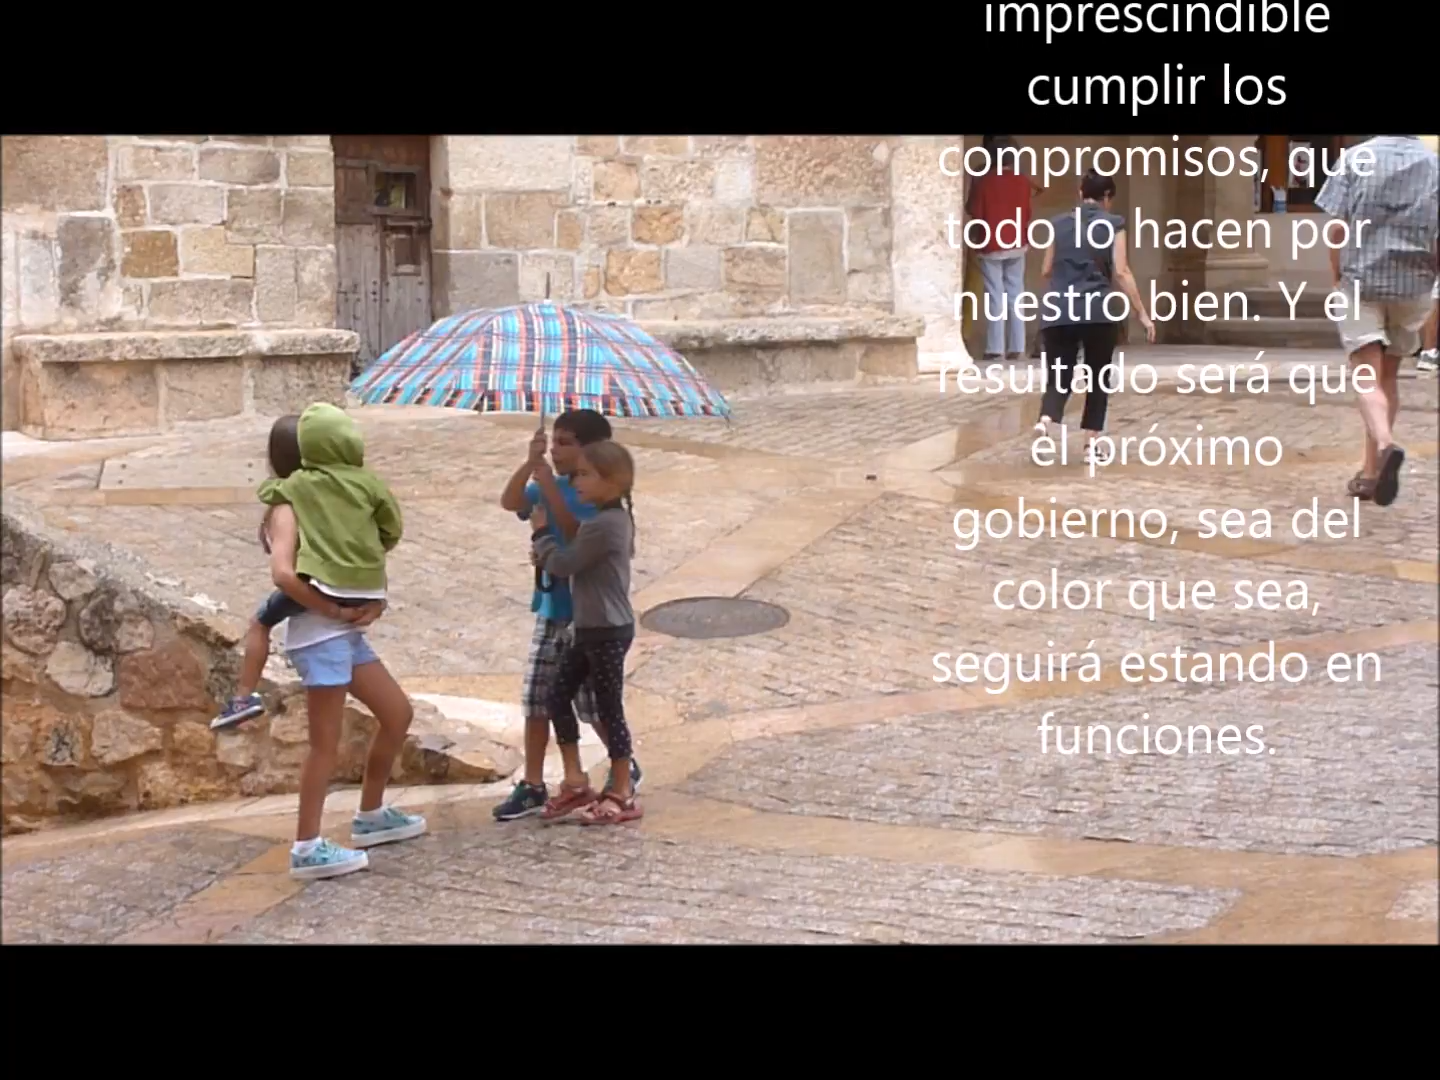 imprescindible
cumplir los
compromisos, que
todo lo hacen por
nuestro bien. Y el
resultado será que
el próximo
gobierno, sea del
color que sea,
seguirá estando en
funciones.